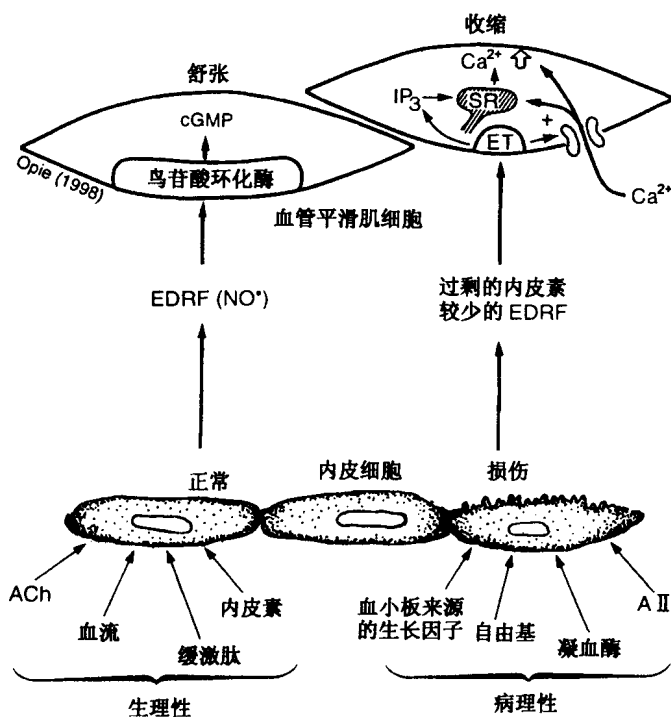 收缩
Ca²⁺
舒张
IP₃
SR
cGMP
+
ET
鸟苷酸环化酶
Opie (1998)
血管平滑肌细胞
Ca²⁺
EDRF (NO•)
过剩的内皮素
较少的 EDRF
正常
内皮细胞
损伤
ACh
血流
缓激肽
内皮素
血小板来源
的生长因子
自由基
凝血酶
AⅡ
生理性
病理性